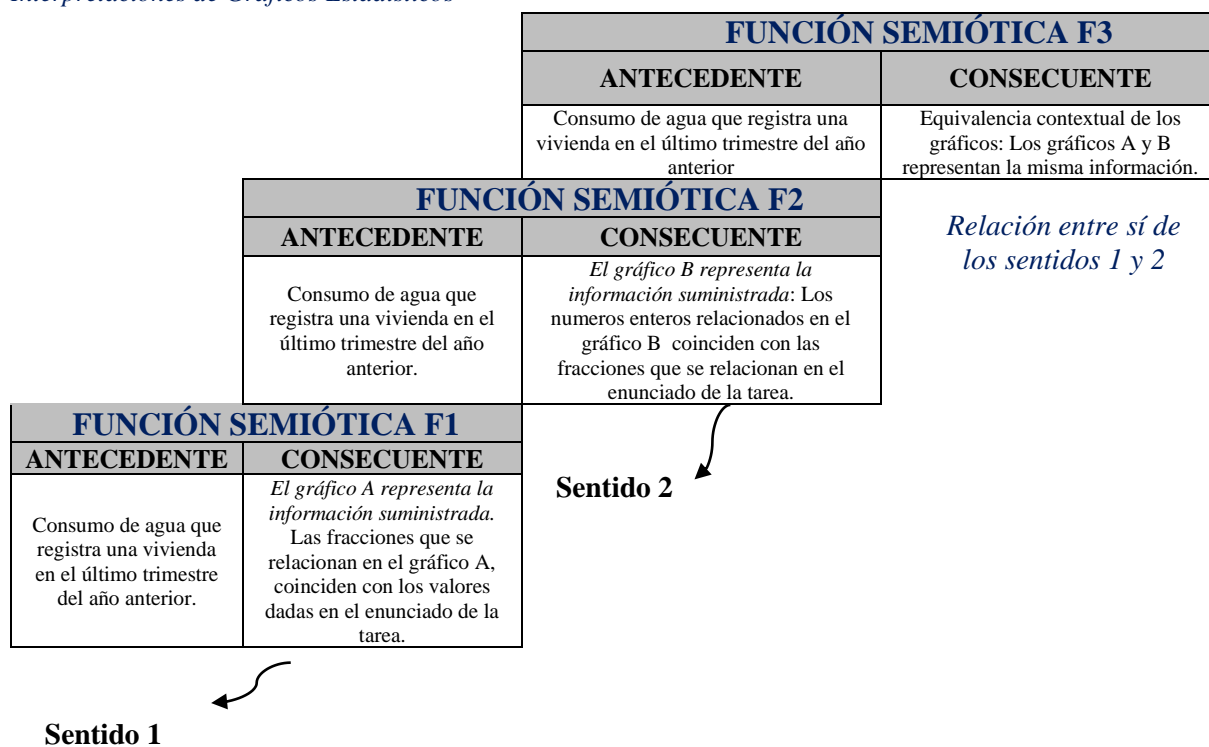 Interpretaciones de Gráficos Estadísticos
FUNCIÓN SEMIÓTICA F3
ANTECEDENTE
CONSECUENTE
Consumo de agua que registra una
vivienda en el último trimestre del año
anterior
Equivalencia contextual de los
gráficos: Los gráficos A y B
representan la misma información.
FUNCIÓN SEMIÓTICA F2
ANTECEDENTE
CONSECUENTE
Consumo de agua que
registra una vivienda en el
último trimestre del año
anterior.
El gráfico B representa la
información suministrada: Los
numeros enteros relacionados en el
gráfico B coinciden con las
fracciones que se relacionan en el
enunciado de la tarea.
Relación entre sí de
los sentidos 1 y 2
FUNCIÓN SEMIÓTICA F1
ANTECEDENTE
CONSECUENTE
Consumo de agua que
registra una vivienda
en el último trimestre
del año anterior.
El gráfico A representa la
información suministrada.
Las fracciones que se
relacionan en el gráfico A,
coinciden con los valores
dadas en el enunciado de la
tarea.
Sentido 2
Sentido 1